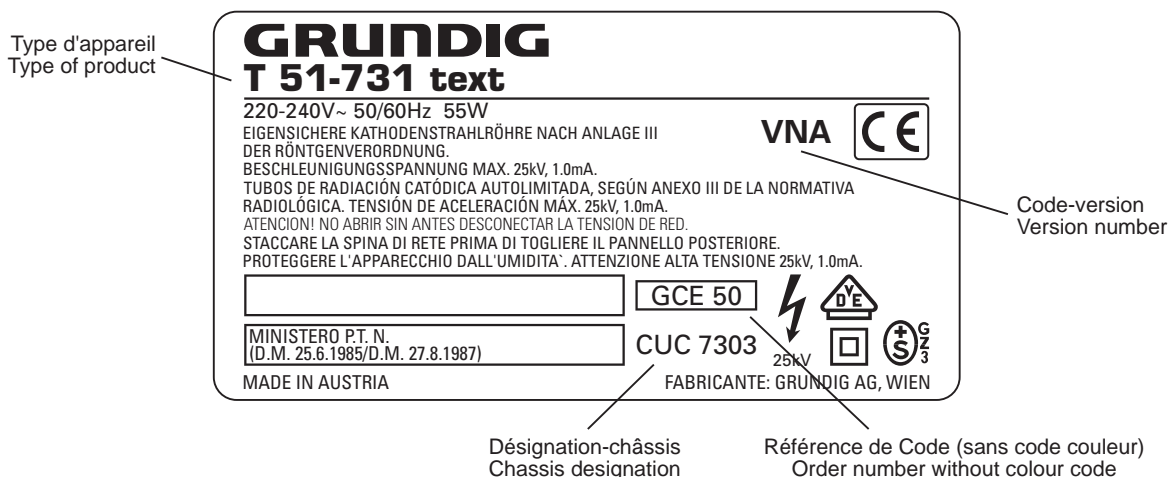 Type d'appareil
Type of product
GRUNDIG
T 51-731 text
220-240V~ 50/60Hz 55W
EIGENSICHERE KATHODENSTRAHLRÖHRE NACH ANLAGE III
DER RÖNTGENVERORDNUNG.
BESCHLEUNIGUNGSSPANNUNG MAX. 25kV, 1.0mA.
TUBOS DE RADIACIÓN CATÓDICA AUTOLIMITADA, SEGÚN ANEXO III DE LA NORMATIVA
RADIOLÓGICA. TENSIÓN DE ACELERACIÓN MÁX. 25kV, 1.0mA.
ATENCION! NO ABRIR SIN ANTES DESCONECTAR LA TENSION DE RED.
STACCARE LA SPINA DI RETE PRIMA DI TOGLIERE IL PANNELLO POSTERIORE.
PROTEGGERE L'APPARECCHIO DALL'UMIDITA`. ATTENZIONE ALTA TENSIONE 25kV, 1.0mA.
VNA CE
Code-version
Version number
GCE 50
DVE
MINISTERO P.T. N.
(D.M. 25.6.1985/D.M. 27.8.1987)
CUC 7303
25kV
+S GZ3
MADE IN AUSTRIA
FABRICANTE: GRUNDIG AG, WIEN
Désignation-châssis
Chassis designation
Référence de Code (sans code couleur)
Order number without colour code